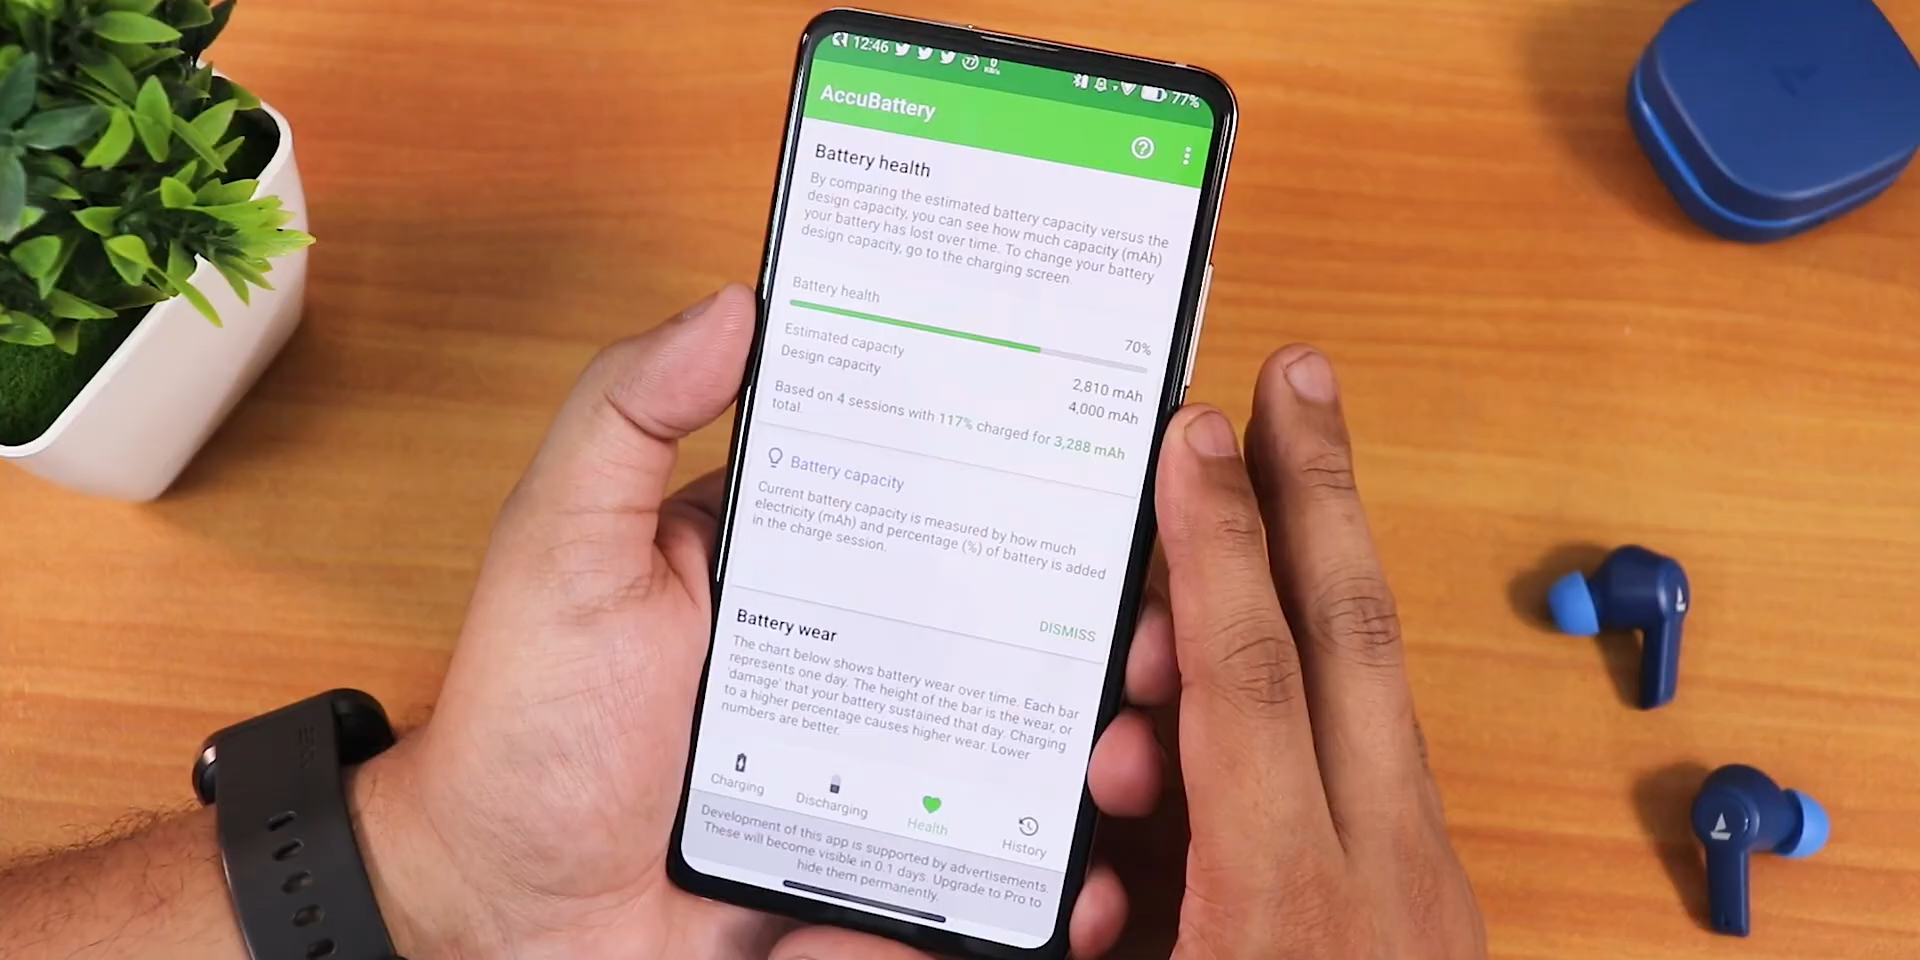 12:46
77
0
KB/s
77%
AccuBattery
Battery health
By comparing the estimated battery capacity versus the
design capacity, you can see how much capacity (mAh)
your battery has lost over time. To change your battery
design capacity, go to the charging screen.
Battery health
70%
Estimated capacity
2,810 mAh
Design capacity
4,000 mAh
Based on 4 sessions with 117% charged for 3,288 mAh
total.
Battery capacity
Current battery capacity is measured by how much
electricity (mAh) and percentage (%) of battery is added
in the charge session.
DISMISS
Battery wear
The chart below shows battery wear over time. Each bar
represents one day. The height of the bar is the wear, or
'damage' that your battery sustained that day. Charging
to a higher percentage causes higher wear. Lower
numbers are better.
Charging
Discharging
Health
History
Development of this app is supported by advertisements.
These will become visible in 0.1 days. Upgrade to Pro to
hide them permanently.